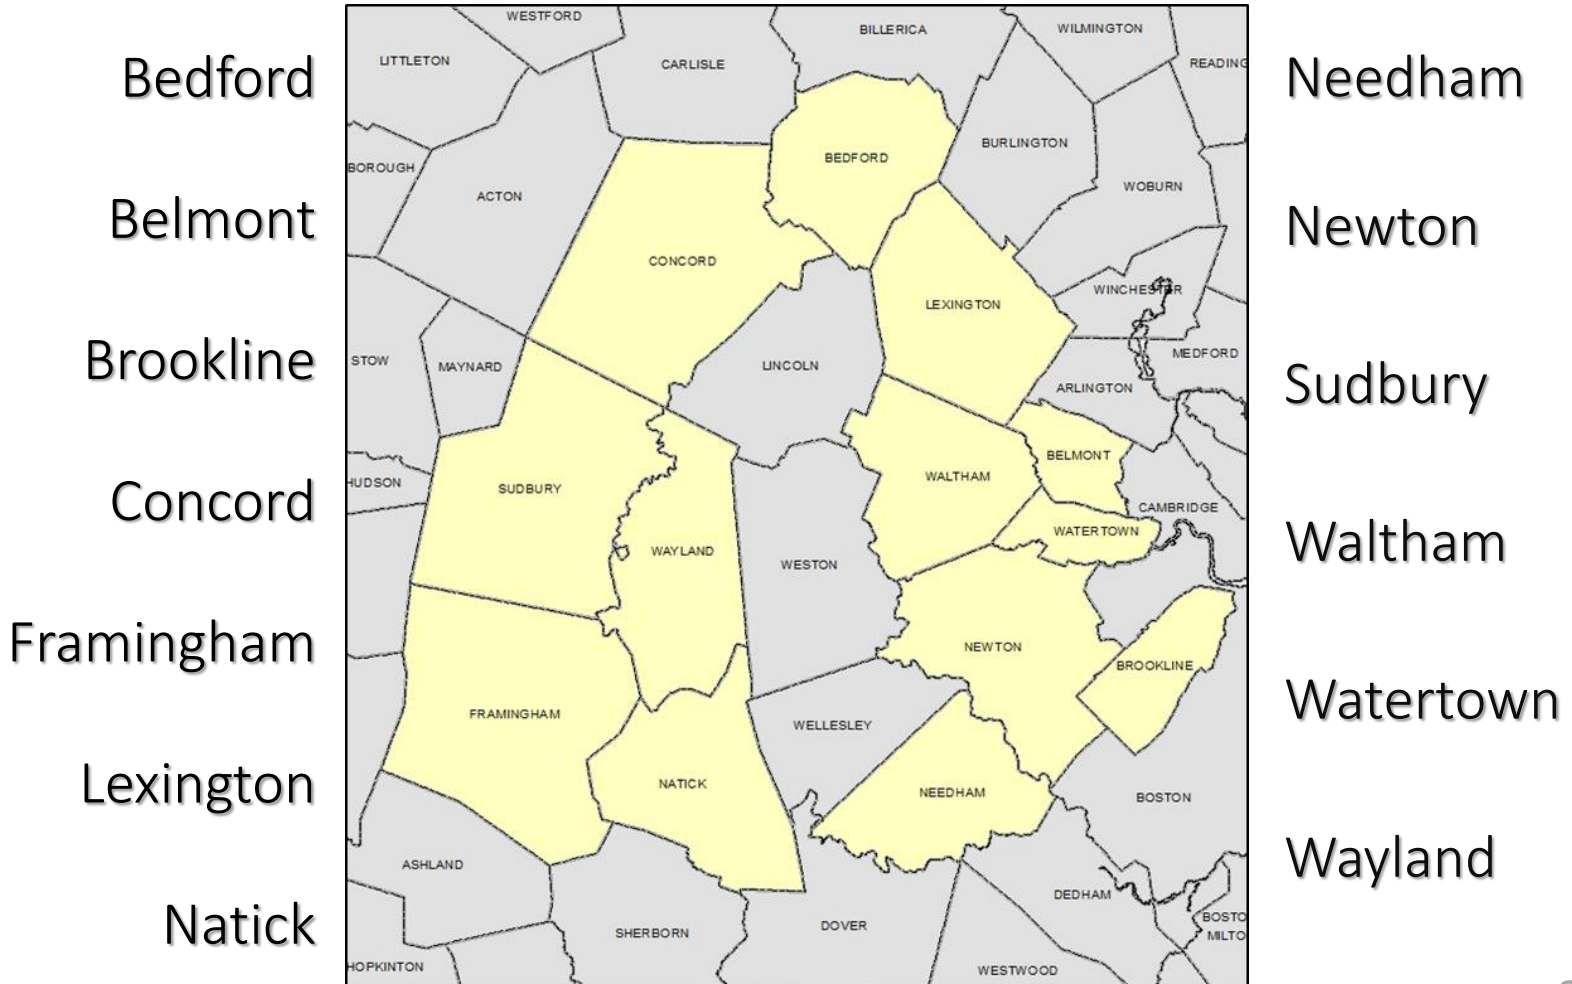 Bedford
Belmont
Brookline
Concord
Framingham
Lexington
Natick
WESTFORD
BILLERICA
WILMINGTON
LITTLETON
CARLISLE
READING
BURLINGTON
BEDFORD
BOROUGH
WOBURN
ACTON
CONCORD
WINCHESTER
LEXINGTON
MEDFORD
STOW
MAYNARD
LINCOLN
ARLINGTON
BELMONT
WALTHAM
HUDSON
SUDBURY
CAMBRIDGE
WATERTOWN
WAYLAND
WESTON
NEWTON
BROOKLINE
FRAMINGHAM
WELLESLEY
NATICK
NEEDHAM
BOSTON
ASHLAND
DEDHAM
BOSTO
DOVER
SHERBORN
MILTO
HOPKINTON
WESTWOOD
Needham
Newton
Sudbury
Waltham
Watertown
Wayland